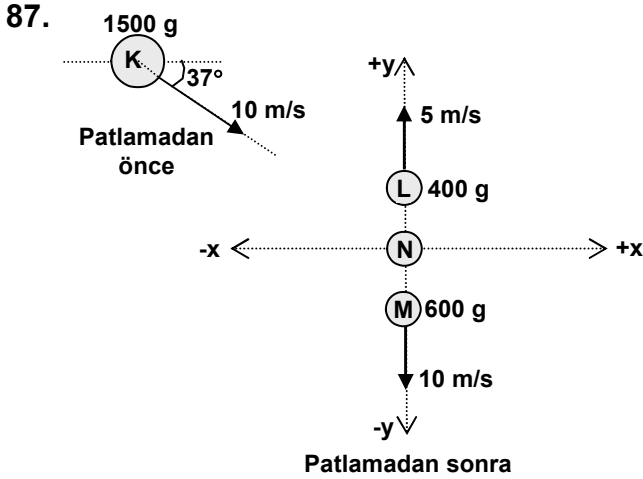 87.
1500 g
K
37°
10 m/s
Patlamadan
önce
+y
5 m/s
L 400 g
-x N +x
M 600 g
10 m/s
-y
Patlamadan sonra